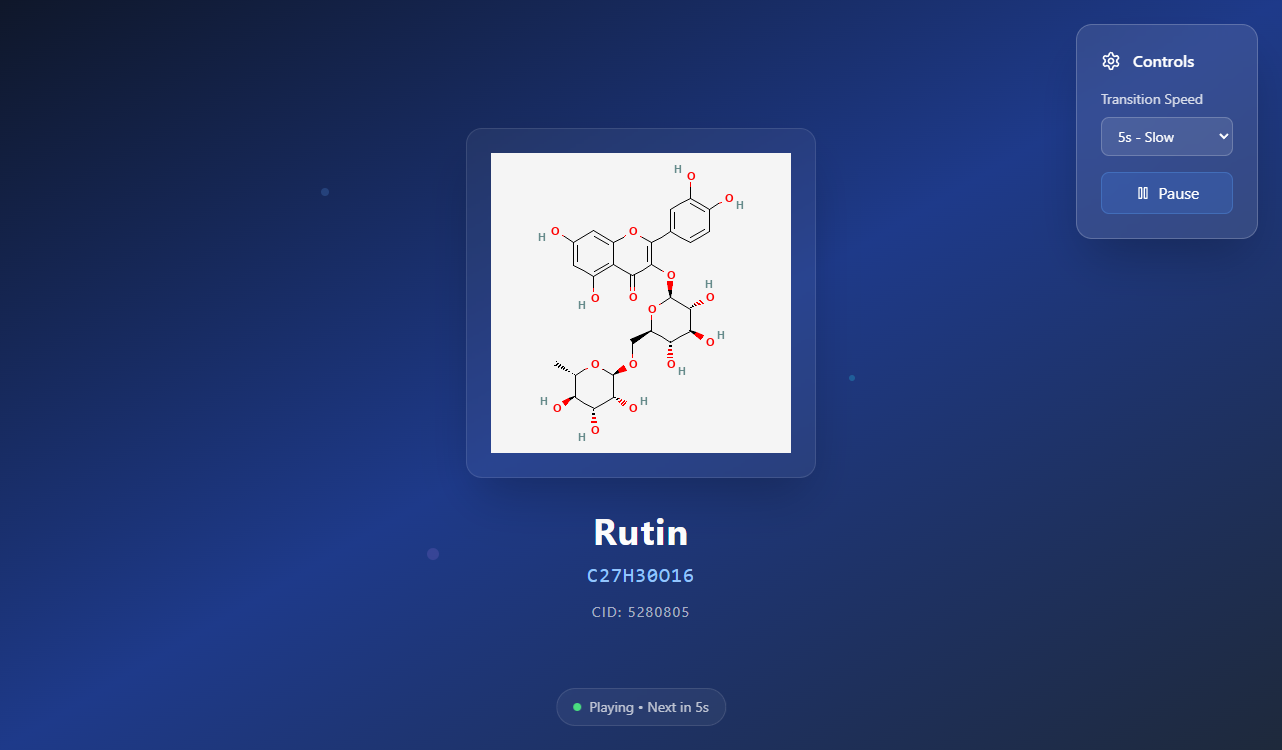 Controls
Transition Speed
5s - Slow
Pause
H
O
O
H
H
O
O
O
H
O
O
H
O
O
H
O
H
O
O
H
O
O
H
O
O
H
O
H
Rutin
C27H30O16
CID: 5280805
Playing • Next in 5s